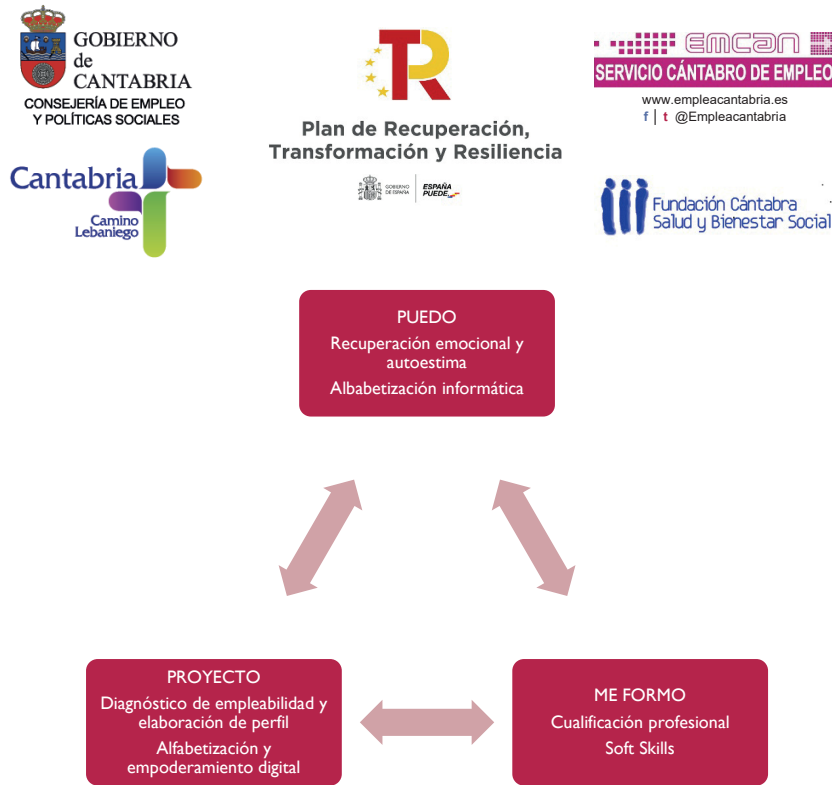 GOBIERNO
de
CANTABRIA
CONSEJERÍA DE EMPLEO
Y POLÍTICAS SOCIALES
Cantabria
Camino
Lebaniego
TR
Plan de Recuperación,
Transformación y Resiliencia
GOBIERNO
DE ESPAÑA
ESPAÑA
PUEDE
emcan
SERVICIO CÁNTABRO DE EMPLEO
www.empleacantabria.es
f | t @Empleacantabria
Fundación Cántabra
Salud y Bienestar Social
PUEDO
Recuperación emocional y
autoestima
Albabetización informática
PROYECTO
Diagnóstico de empleabilidad y
elaboración de perfil
Alfabetización y
empoderamiento digital
ME FORMO
Cualificación profesional
Soft Skills